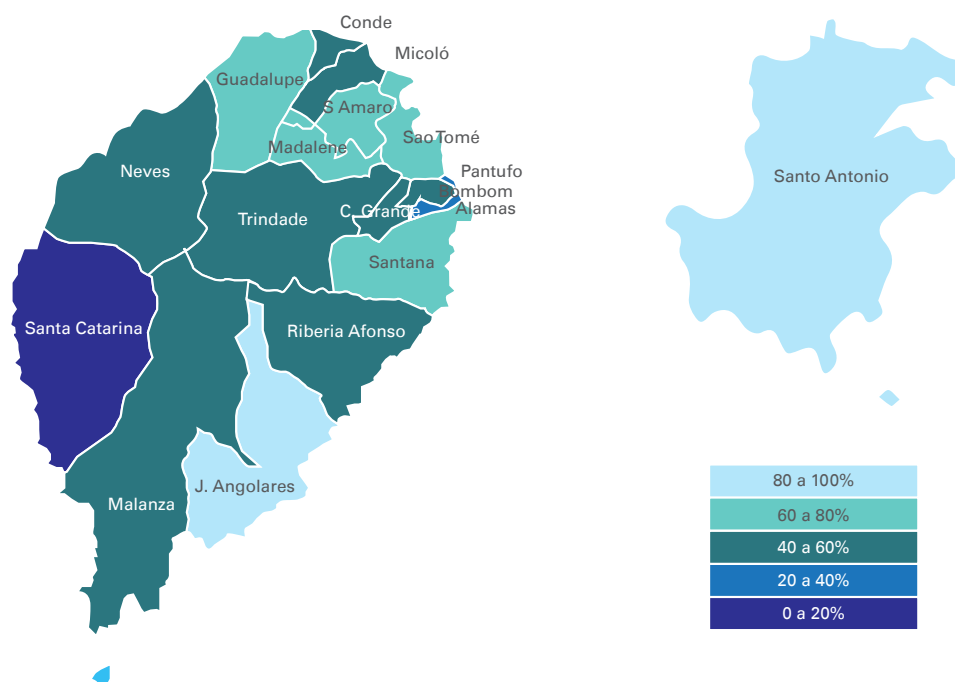 Conde
Micoló
Guadalupe
S Amaro
Sao Tomé
Madalene
Neves
Pantufo
Bombom
Alamas
Santo Antonio
Trindade
C. Grande
Santana
Santa Catarina
Riberia Afonso
J. Angolares
Malanza
80 a 100%
60 a 80%
40 a 60%
20 a 40%
0 a 20%